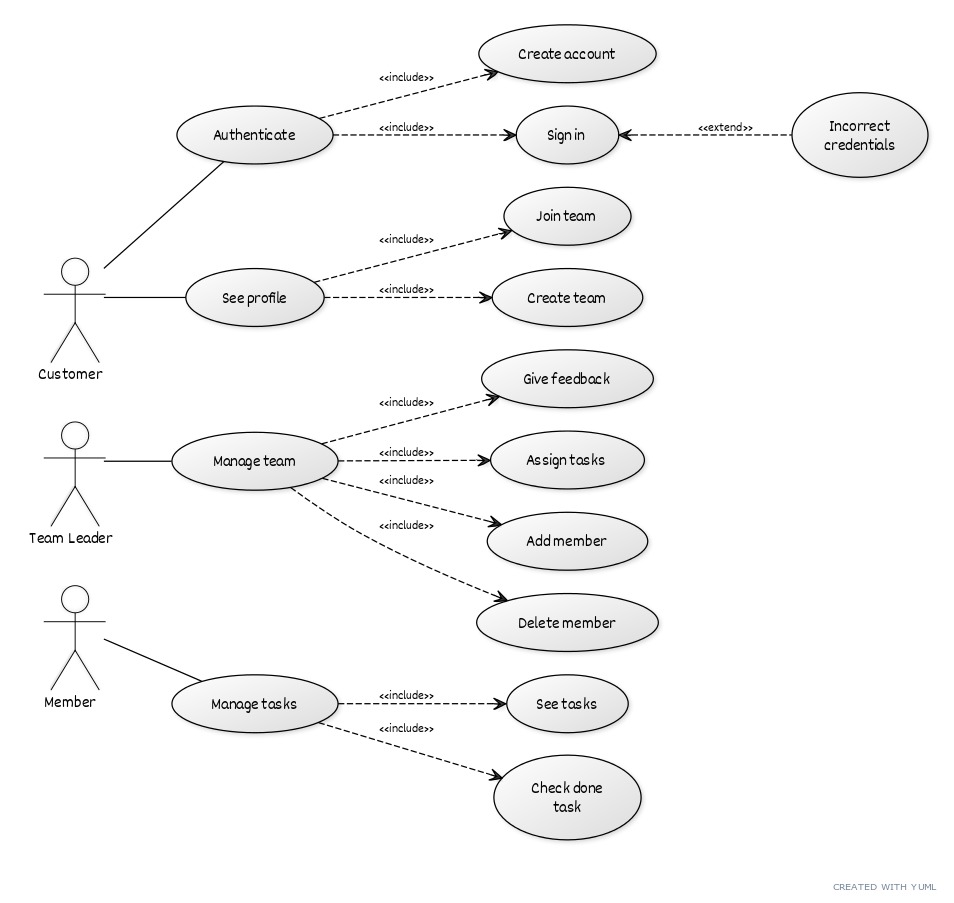 Create account
<<include>>
Authenticate
<<include>>
Sign in
<<extend>>
Incorrect
credentials
Join team
<<include>>
See profile
<<include>>
Create team
Customer
Give feedback
<<include>>
Manage team
<<include>>
Assign tasks
<<include>>
Add member
<<include>>
Team Leader
Delete member
Member
Manage tasks
<<include>>
See tasks
<<include>>
Check done
task
CREATED WITH YUML